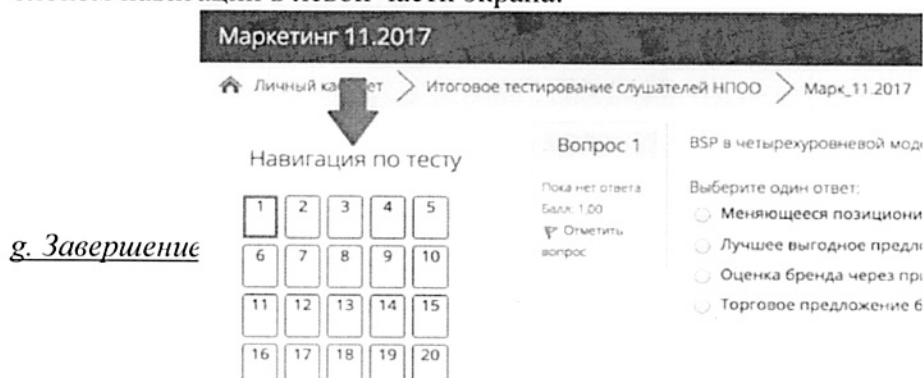 Маркетинг 11.2017
Личный ет > Итоговое тестирование слушателей НПОО > Марк_11.2017
Навигация по тесту
1 2 3 4 5
6 7 8 9 10
11 12 13 14 15
16 17 18 19 20
g. Завершение
Вопрос 1
Пока нет ответа
Балл: 1,00
Отметить
вопрос
BSP в четырехуровневой мод
Выберите один ответ:
Меняющееся позициони
Лучшее выгодное предл
Оценка бренда через пр
Торговое предложение б